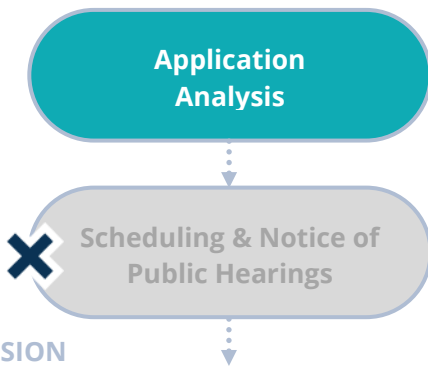 Application
Analysis
Scheduling & Notice of
Public Hearings
SION